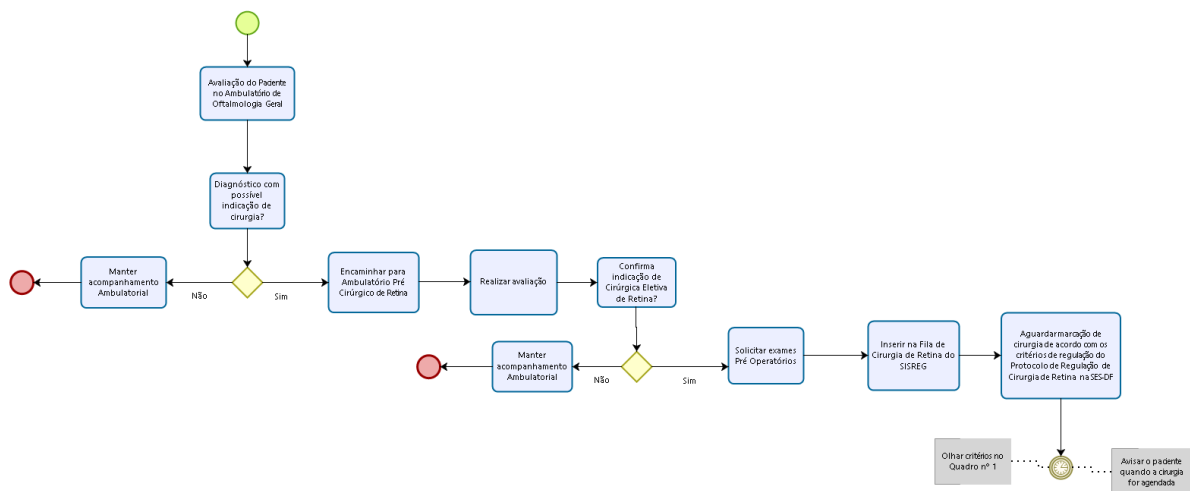 Avaliação do Paciente
no Ambulatório de
Oftalmologia Geral
Diagnóstico com
possível
indicação de
cirurgia?
Manter
acompanhamento
Ambulatorial
Não
Sim
Encaminhar para
Ambulatório Pré
Cirúrgico de Retina
Realizar avaliação
Confirma
indicação de
Cirúrgica Eletiva
de Retina?
Manter
acompanhamento
Ambulatorial
Não
Sim
Solicitar exames
Pré Operatórios
Inserir na Fila de
Cirurgia de Retina do
SISREG
Aguardar marcação de
cirurgia de acordo com os
critérios de regulação do
Protocolo de Regulação de
Cirurgia de Retina na SES-DF
Olhar critérios no
Quadro nº 1
Avisar o paciente
quando a cirurgia
for agendada